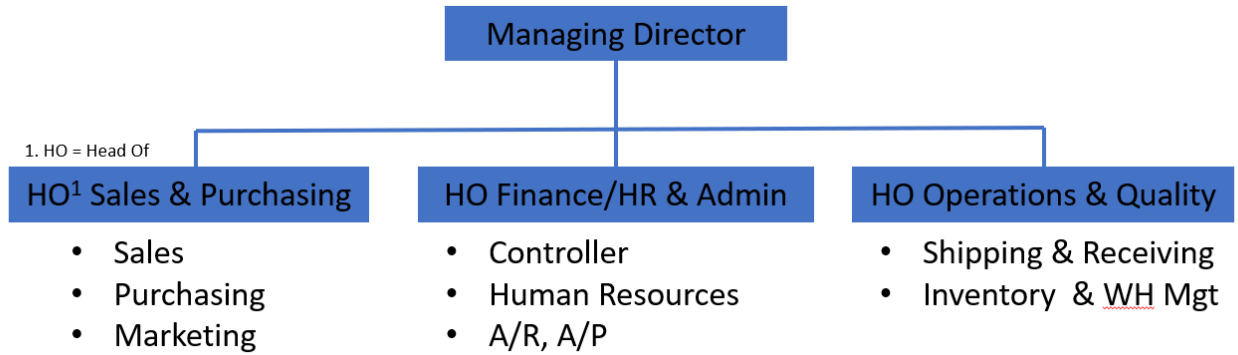 Managing Director
1. HO = Head Of
HO¹ Sales & Purchasing
• Sales
• Purchasing
• Marketing
HO Finance/HR & Admin
• Controller
• Human Resources
• A/R, A/P
HO Operations & Quality
• Shipping & Receiving
• Inventory & WH Mgt